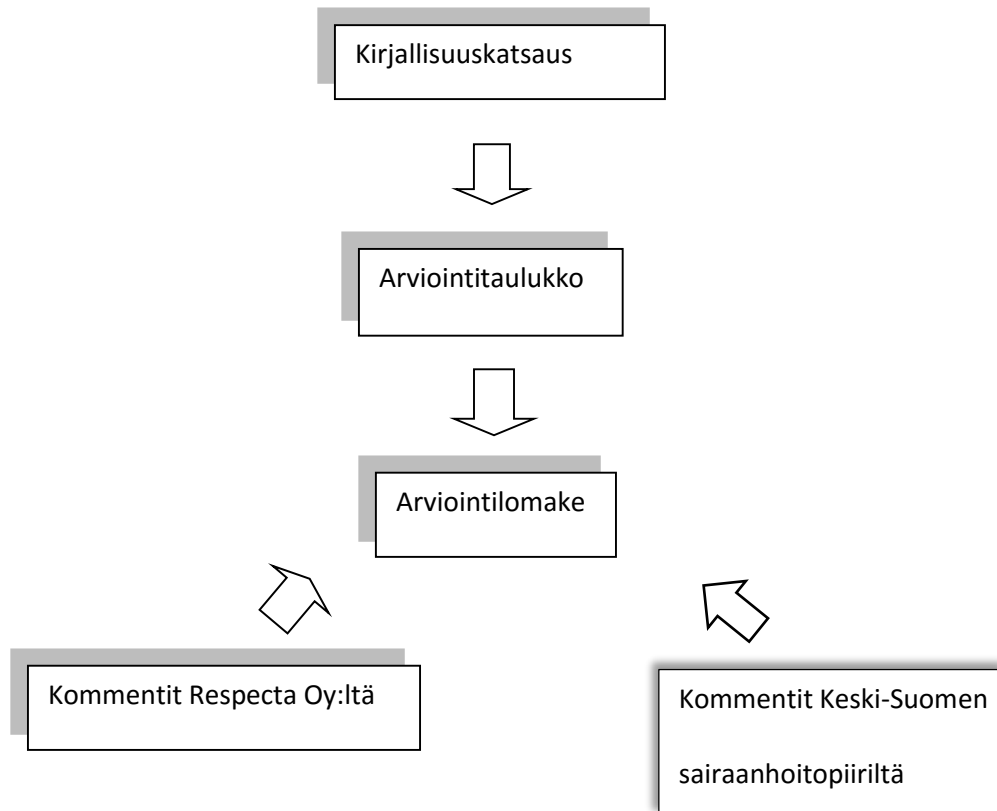 Kirjallisuuskatsaus
Arviointitaulukko
Arviointilomake
Kommentit Respecta Oy:ltä
Kommentit Keski-Suomen
sairaanhoitopiiriltä